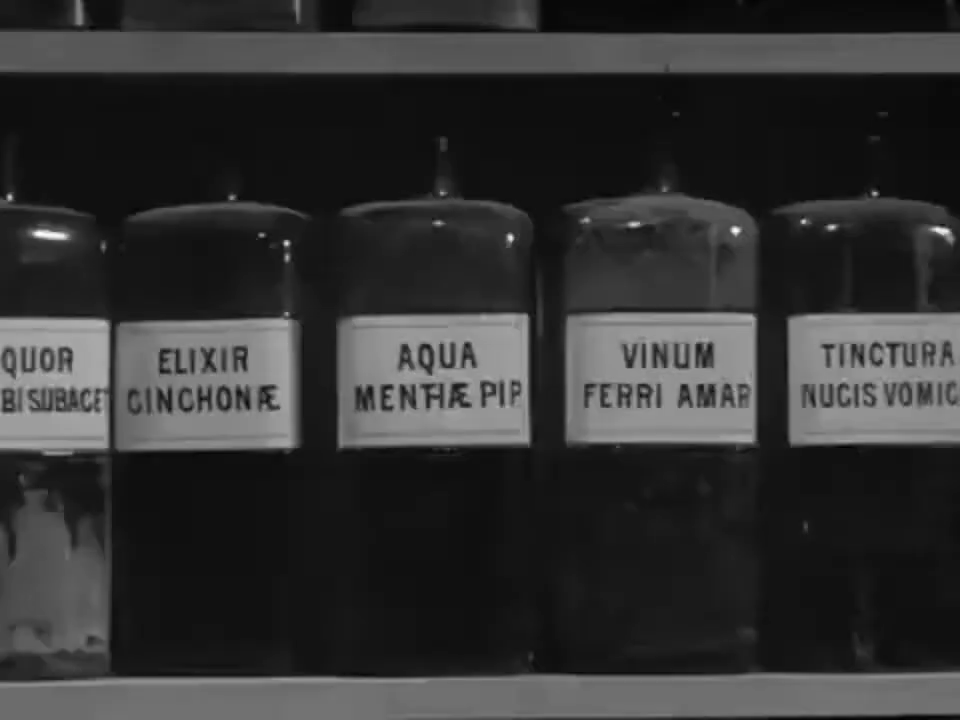 QUOR
BI SUBACET
ELIXIR
CINCHONÆ
AQUA
MENTHÆ PIP
VINUM
FERRI AMAR
TINCTURA
NUCIS VOMIC